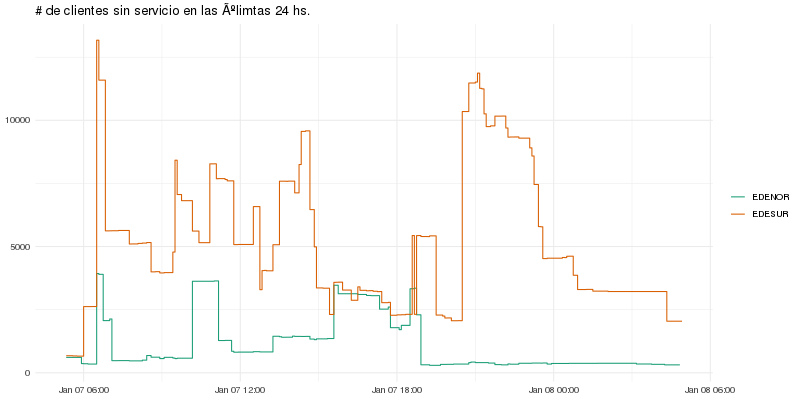 # de clientes sin servicio en las Ãºlimtas 24 hs.
10000
5000
0
Jan 07 06:00
Jan 07 12:00
Jan 07 18:00
Jan 08 00:00
Jan 08 06:00
EDENOR
EDESUR